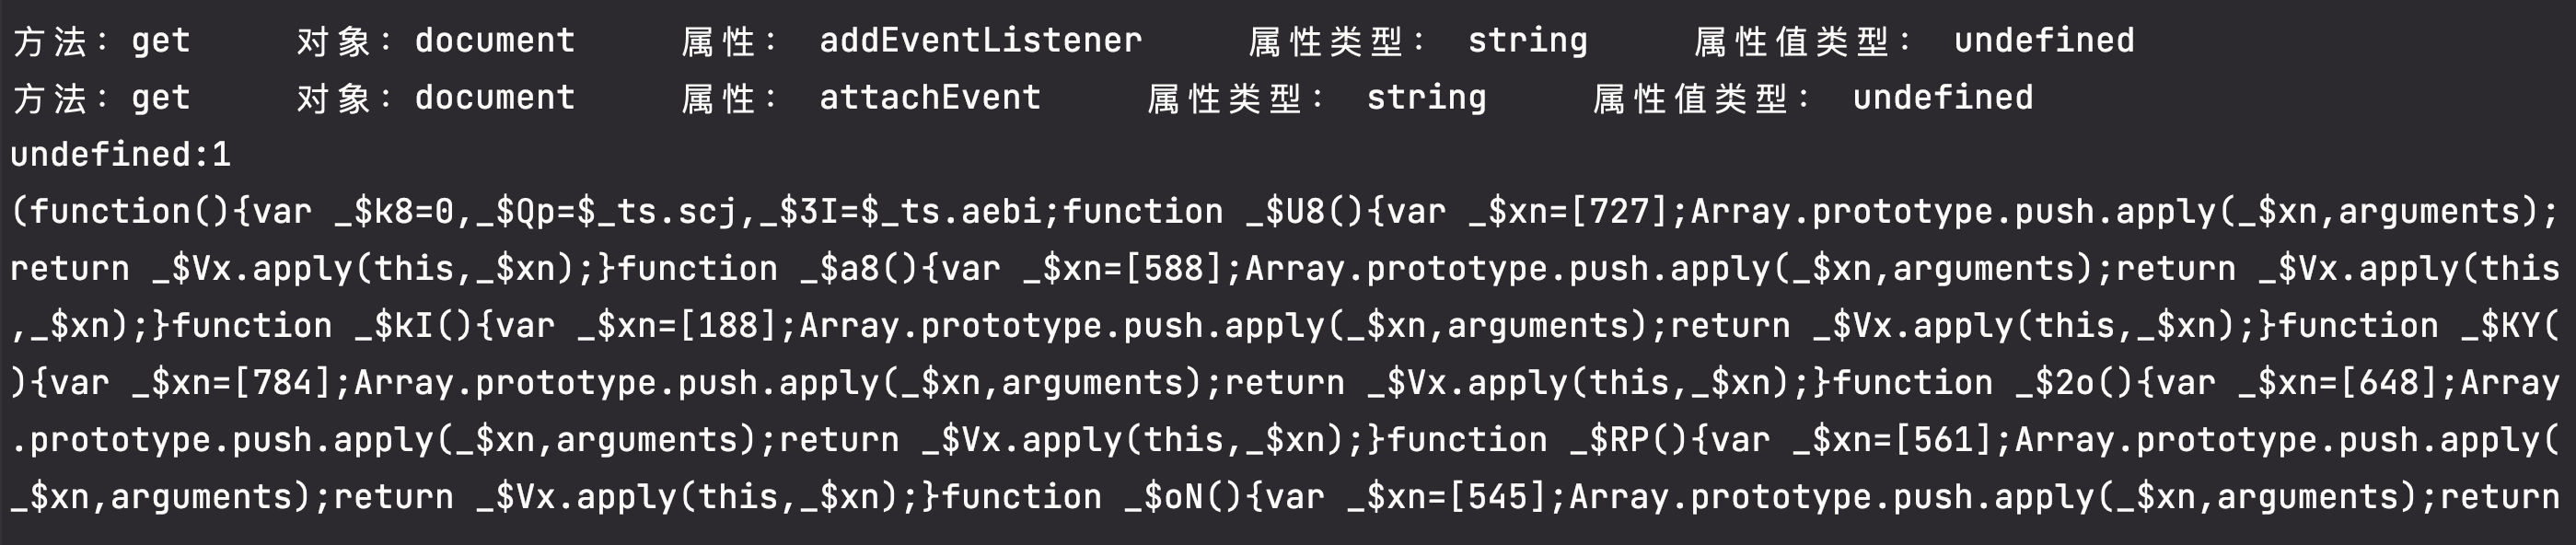 方法：get 对象：document 属性： addEventListener 属性类型： string 属性值类型： undefined
方法：get 对象：document 属性： attachEvent 属性类型： string 属性值类型： undefined
undefined:1
(function(){var _$k8=0,_$Qp=$_ts.scj,_$3I=$_ts.aebi;function _$U8(){var _$xn=[727];Array.prototype.push.apply(_$xn,arguments);
return _$Vx.apply(this,_$xn);}function _$a8(){var _$xn=[588];Array.prototype.push.apply(_$xn,arguments);return _$Vx.apply(this
,_$xn);}function _$kI(){var _$xn=[188];Array.prototype.push.apply(_$xn,arguments);return _$Vx.apply(this,_$xn);}function _$KY(
){var _$xn=[784];Array.prototype.push.apply(_$xn,arguments);return _$Vx.apply(this,_$xn);}function _$2o(){var _$xn=[648];Array
.prototype.push.apply(_$xn,arguments);return _$Vx.apply(this,_$xn);}function _$RP(){var _$xn=[561];Array.prototype.push.apply(
_$xn,arguments);return _$Vx.apply(this,_$xn);}function _$oN(){var _$xn=[545];Array.prototype.push.apply(_$xn,arguments);return